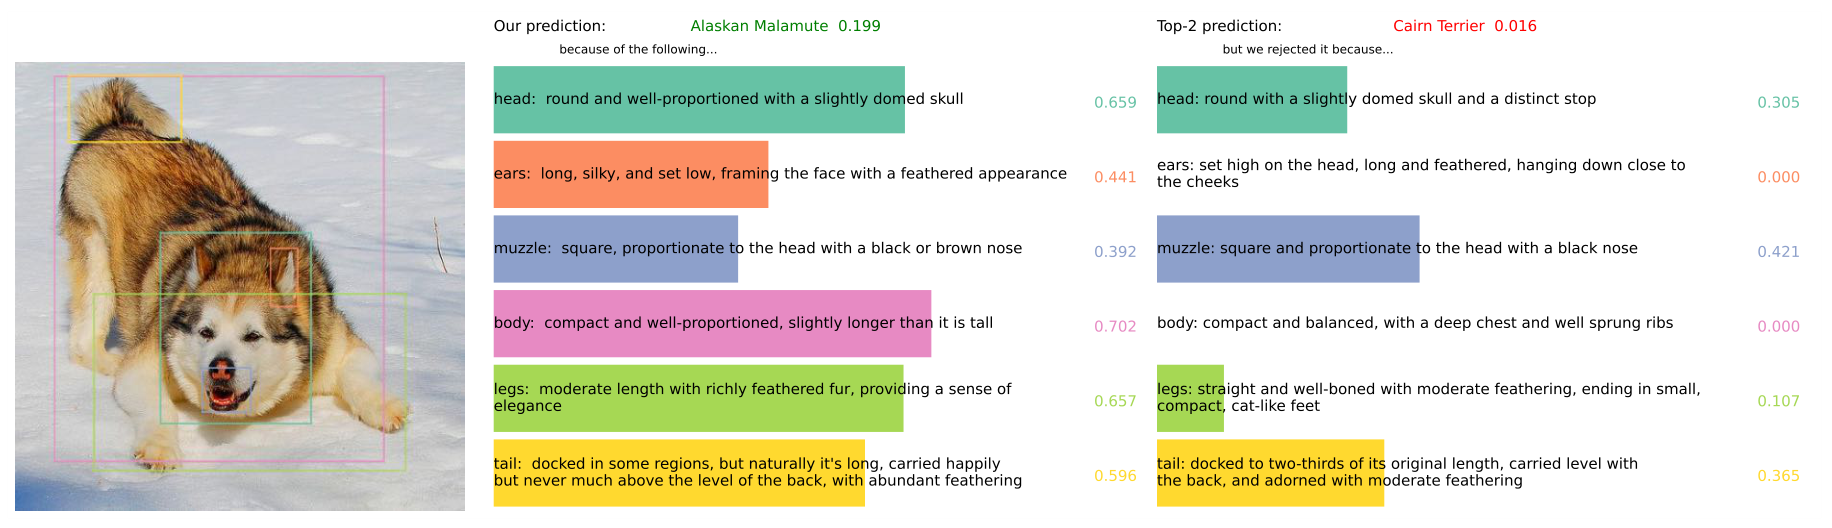 Our prediction: Alaskan Malamute 0.199
because of the following...
head: round and well-proportioned with a slightly domed skull 0.659
ears: long, silky, and set low, framing the face with a feathered appearance 0.441
muzzle: square, proportionate to the head with a black or brown nose 0.392
body: compact and well-proportioned, slightly longer than it is tall 0.702
legs: moderate length with richly feathered fur, providing a sense of
elegance
0.657
tail: docked in some regions, but naturally it's long, carried happily
but never much above the level of the back, with abundant feathering
0.596
Top-2 prediction: Cairn Terrier 0.016
but we rejected it because...
head: round with a slightly domed skull and a distinct stop 0.305
ears: set high on the head, long and feathered, hanging down close to
the cheeks
0.000
muzzle: square and proportionate to the head with a black nose 0.421
body: compact and balanced, with a deep chest and well sprung ribs 0.000
legs: straight and well-boned with moderate feathering, ending in small,
compact, cat-like feet
0.107
tail: docked to two-thirds of its original length, carried level with
the back, and adorned with moderate feathering
0.365